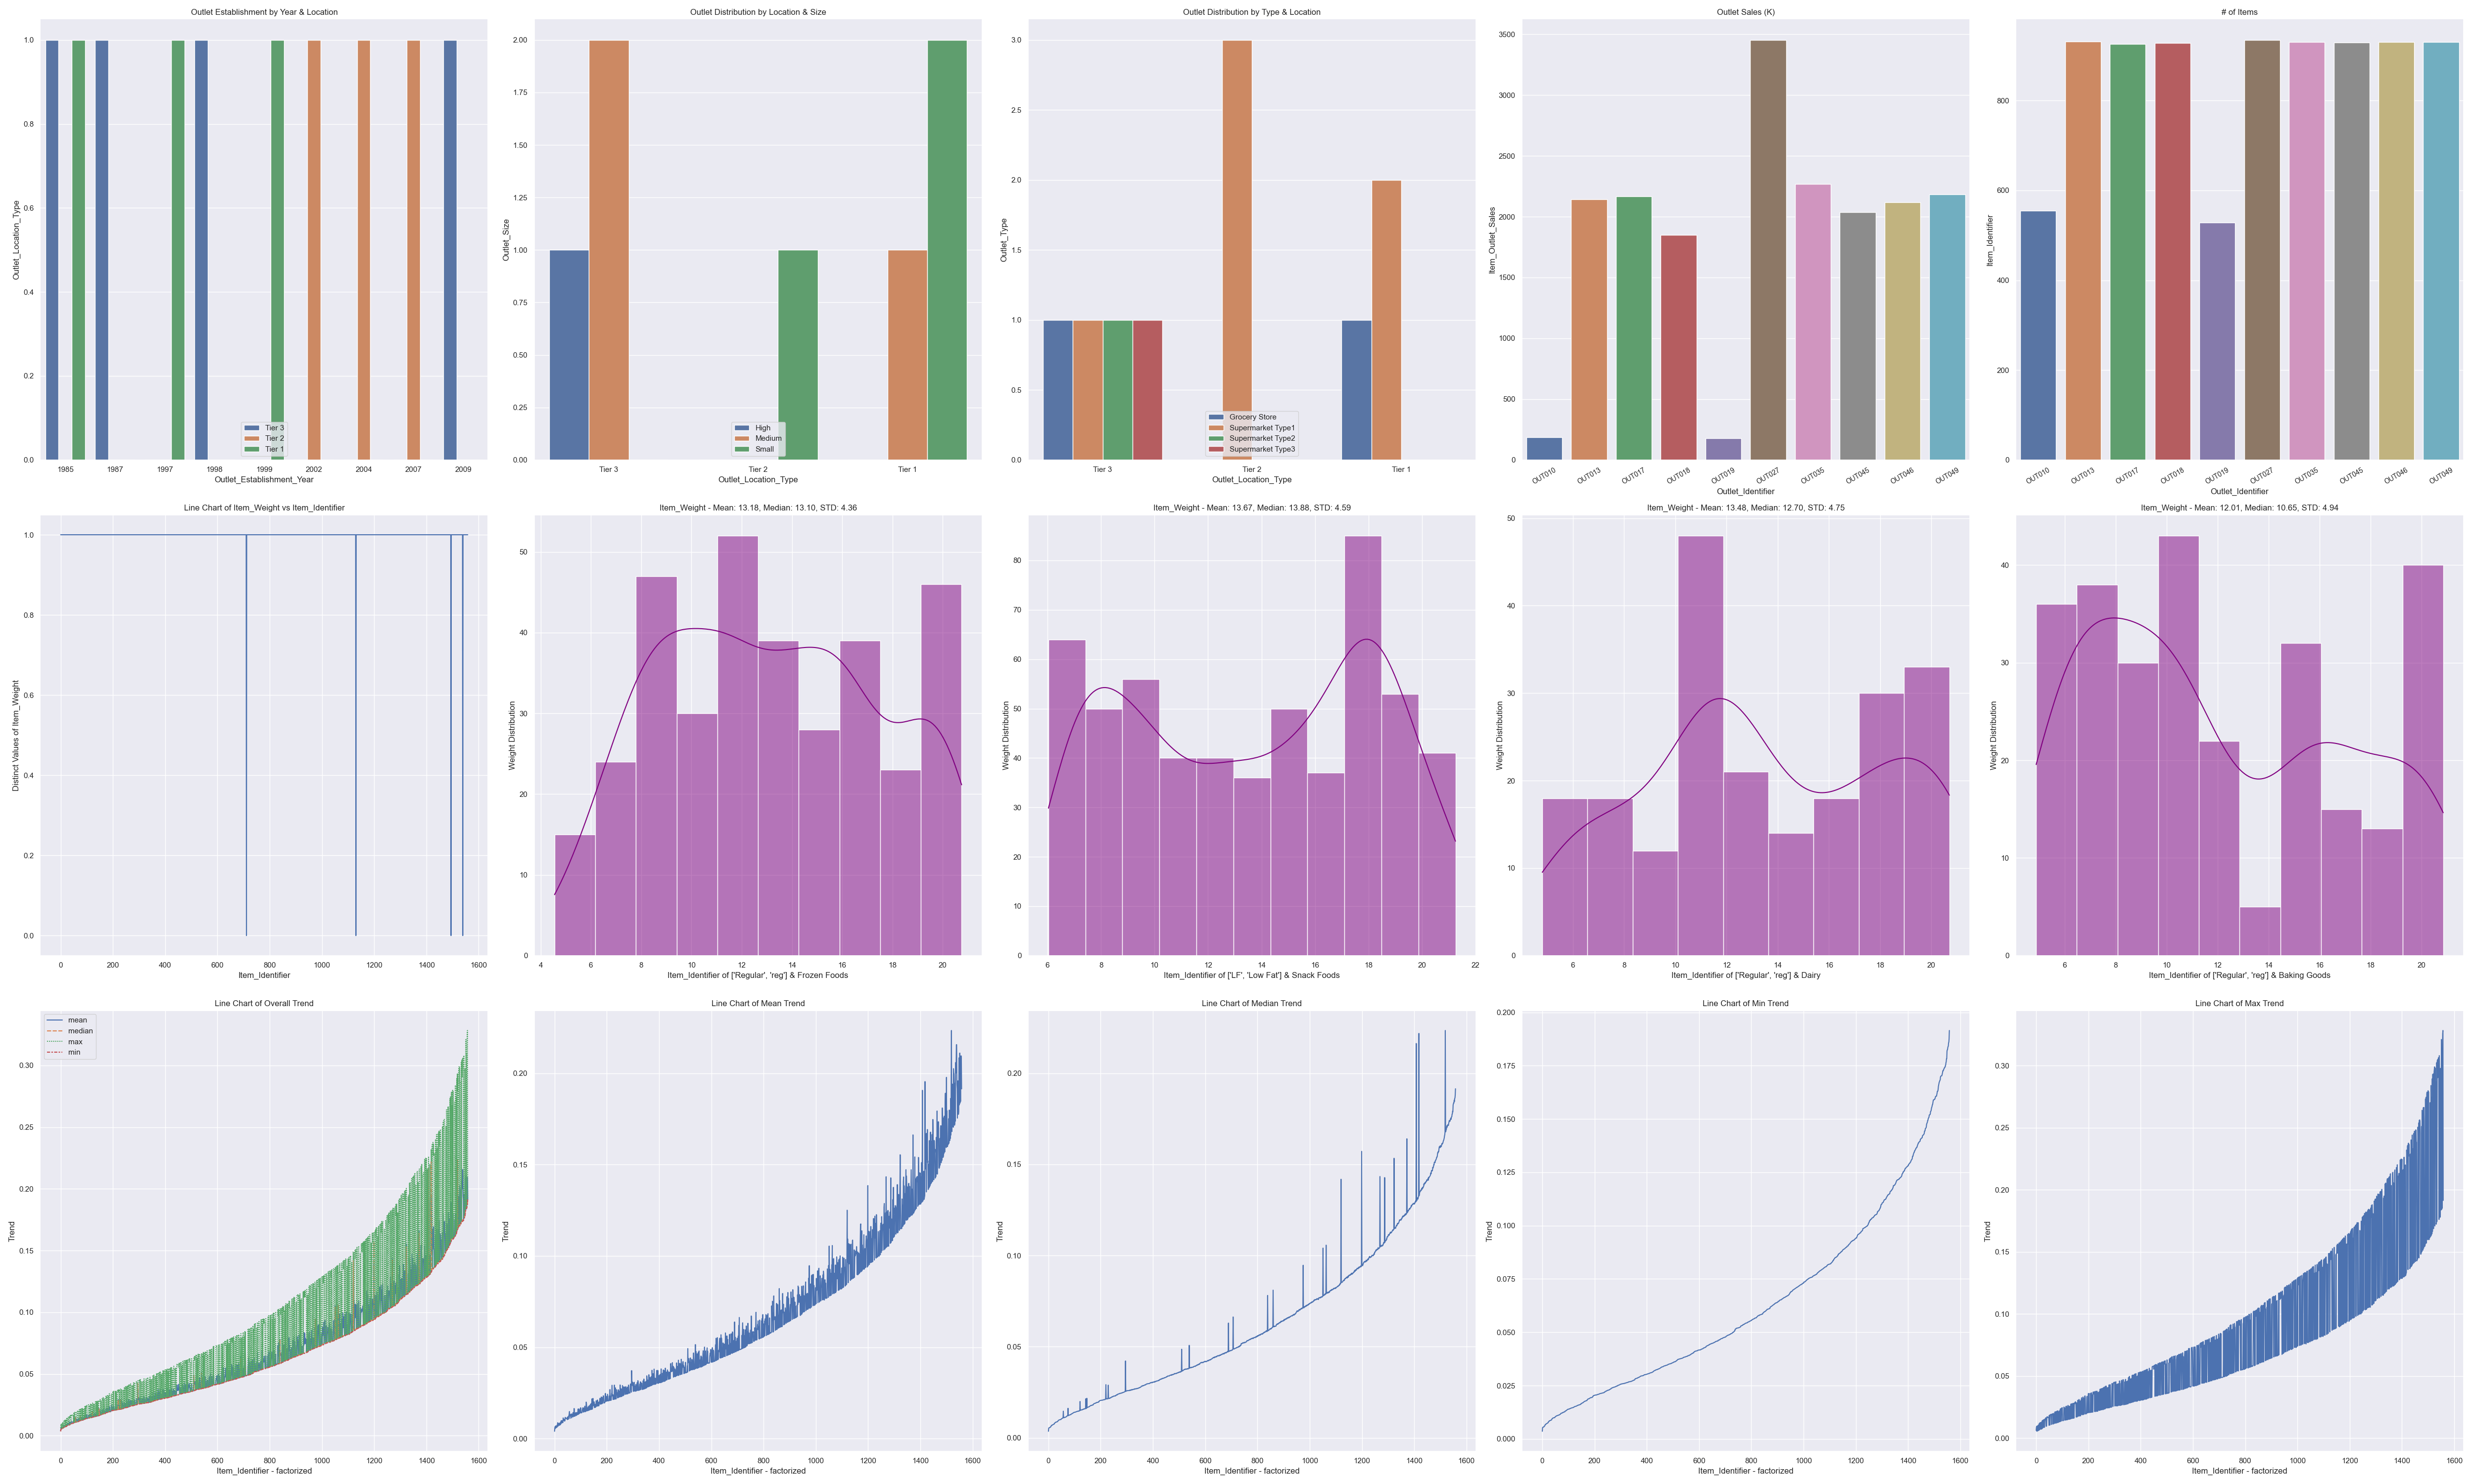 Outlet Establishment by Year & Location
Outlet_Location_Type
1.0
0.8
0.6
0.4
0.2
0.0
Tier 3
Tier 2
Tier 1
1985 1987 1997 1998 1999 2002 2004 2007 2009
Outlet_Establishment_Year
Outlet Distribution by Location & Size
Outlet_Size
2.00
1.75
1.50
1.25
1.00
0.75
0.50
0.25
0.00
High
Medium
Small
Tier 3 Tier 2 Tier 1
Outlet_Location_Type
Outlet Distribution by Type & Location
Outlet_Type
3.0
2.5
2.0
1.5
1.0
0.5
0.0
Grocery Store
Supermarket Type1
Supermarket Type2
Supermarket Type3
Tier 3 Tier 2 Tier 1
Outlet_Location_Type
Outlet Sales (K)
Item_Outlet_Sales
3500
3000
2500
2000
1500
1000
500
0
OUT010 OUT013 OUT017 OUT018 OUT019 OUT027 OUT035 OUT045 OUT046 OUT049
Outlet_Identifier
# of Items
Item_Identifier
800
600
400
200
0
OUT010 OUT013 OUT017 OUT018 OUT019 OUT027 OUT035 OUT045 OUT046 OUT049
Outlet_Identifier
Line Chart of Item_Weight vs Item_Identifier
Distinct Values of Item_Weight
1.0
0.8
0.6
0.4
0.2
0.0
0 200 400 600 800 1000 1200 1400 1600
Item_Identifier
Item_Weight - Mean: 13.18, Median: 13.10, STD: 4.36
Weight Distribution
50
40
30
20
10
0
4 6 8 10 12 14 16 18 20
Item_Identifier of ['Regular', 'reg'] & Frozen Foods
Item_Weight - Mean: 13.67, Median: 13.88, STD: 4.59
Weight Distribution
80
70
60
50
40
30
20
10
0
6 8 10 12 14 16 18 20 22
Item_Identifier of ['LF', 'Low Fat'] & Snack Foods
Item_Weight - Mean: 13.48, Median: 12.70, STD: 4.75
Weight Distribution
50
40
30
20
10
0
6 8 10 12 14 16 18 20
Item_Identifier of ['Regular', 'reg'] & Dairy
Item_Weight - Mean: 12.01, Median: 10.65, STD: 4.94
Weight Distribution
40
30
20
10
0
6 8 10 12 14 16 18 20
Item_Identifier of ['Regular', 'reg'] & Baking Goods
Line Chart of Overall Trend
mean
median
max
min
Trend
0.30
0.25
0.20
0.15
0.10
0.05
0.00
0 200 400 600 800 1000 1200 1400 1600
Item_Identifier - factorized
Line Chart of Mean Trend
Trend
0.20
0.15
0.10
0.05
0.00
0 200 400 600 800 1000 1200 1400 1600
Item_Identifier - factorized
Line Chart of Median Trend
Trend
0.20
0.15
0.10
0.05
0.00
0 200 400 600 800 1000 1200 1400 1600
Item_Identifier - factorized
Line Chart of Min Trend
Trend
0.200
0.175
0.150
0.125
0.100
0.075
0.050
0.025
0.000
0 200 400 600 800 1000 1200 1400 1600
Item_Identifier - factorized
Line Chart of Max Trend
Trend
0.30
0.25
0.20
0.15
0.10
0.05
0.00
0 200 400 600 800 1000 1200 1400 1600
Item_Identifier - factorized